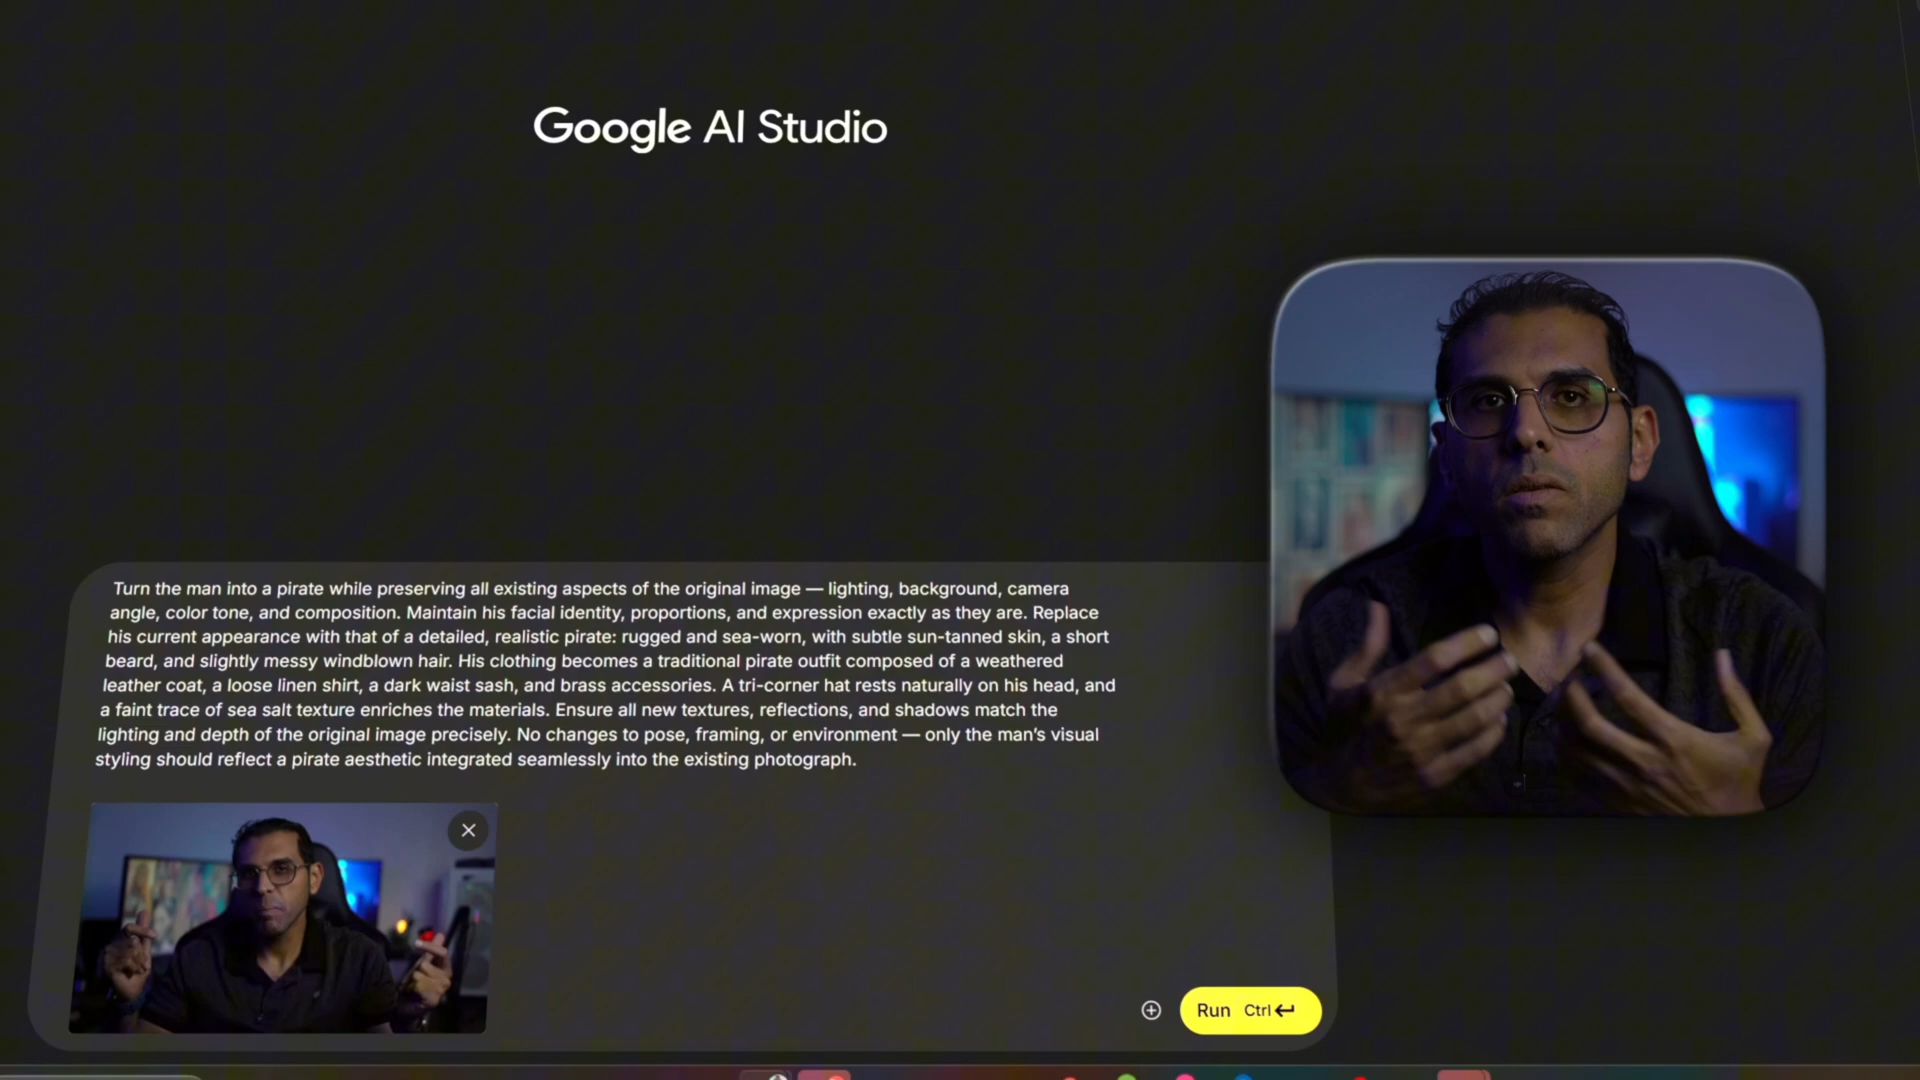 Google AI Studio
Turn the man into a pirate while preserving all existing aspects of the original image — lighting, background, camera
angle, color tone, and composition. Maintain his facial identity, proportions, and expression exactly as they are. Replace
his current appearance with that of a detailed, realistic pirate: rugged and sea-worn, with subtle sun-tanned skin, a short
beard, and slightly messy windblown hair. His clothing becomes a traditional pirate outfit composed of a weathered
leather coat, a loose linen shirt, a dark waist sash, and brass accessories. A tri-corner hat rests naturally on his head, and
a faint trace of sea salt texture enriches the materials. Ensure all new textures, reflections, and shadows match the
lighting and depth of the original image precisely. No changes to pose, framing, or environment — only the man’s visual
styling should reflect a pirate aesthetic integrated seamlessly into the existing photograph.
Run Ctrl